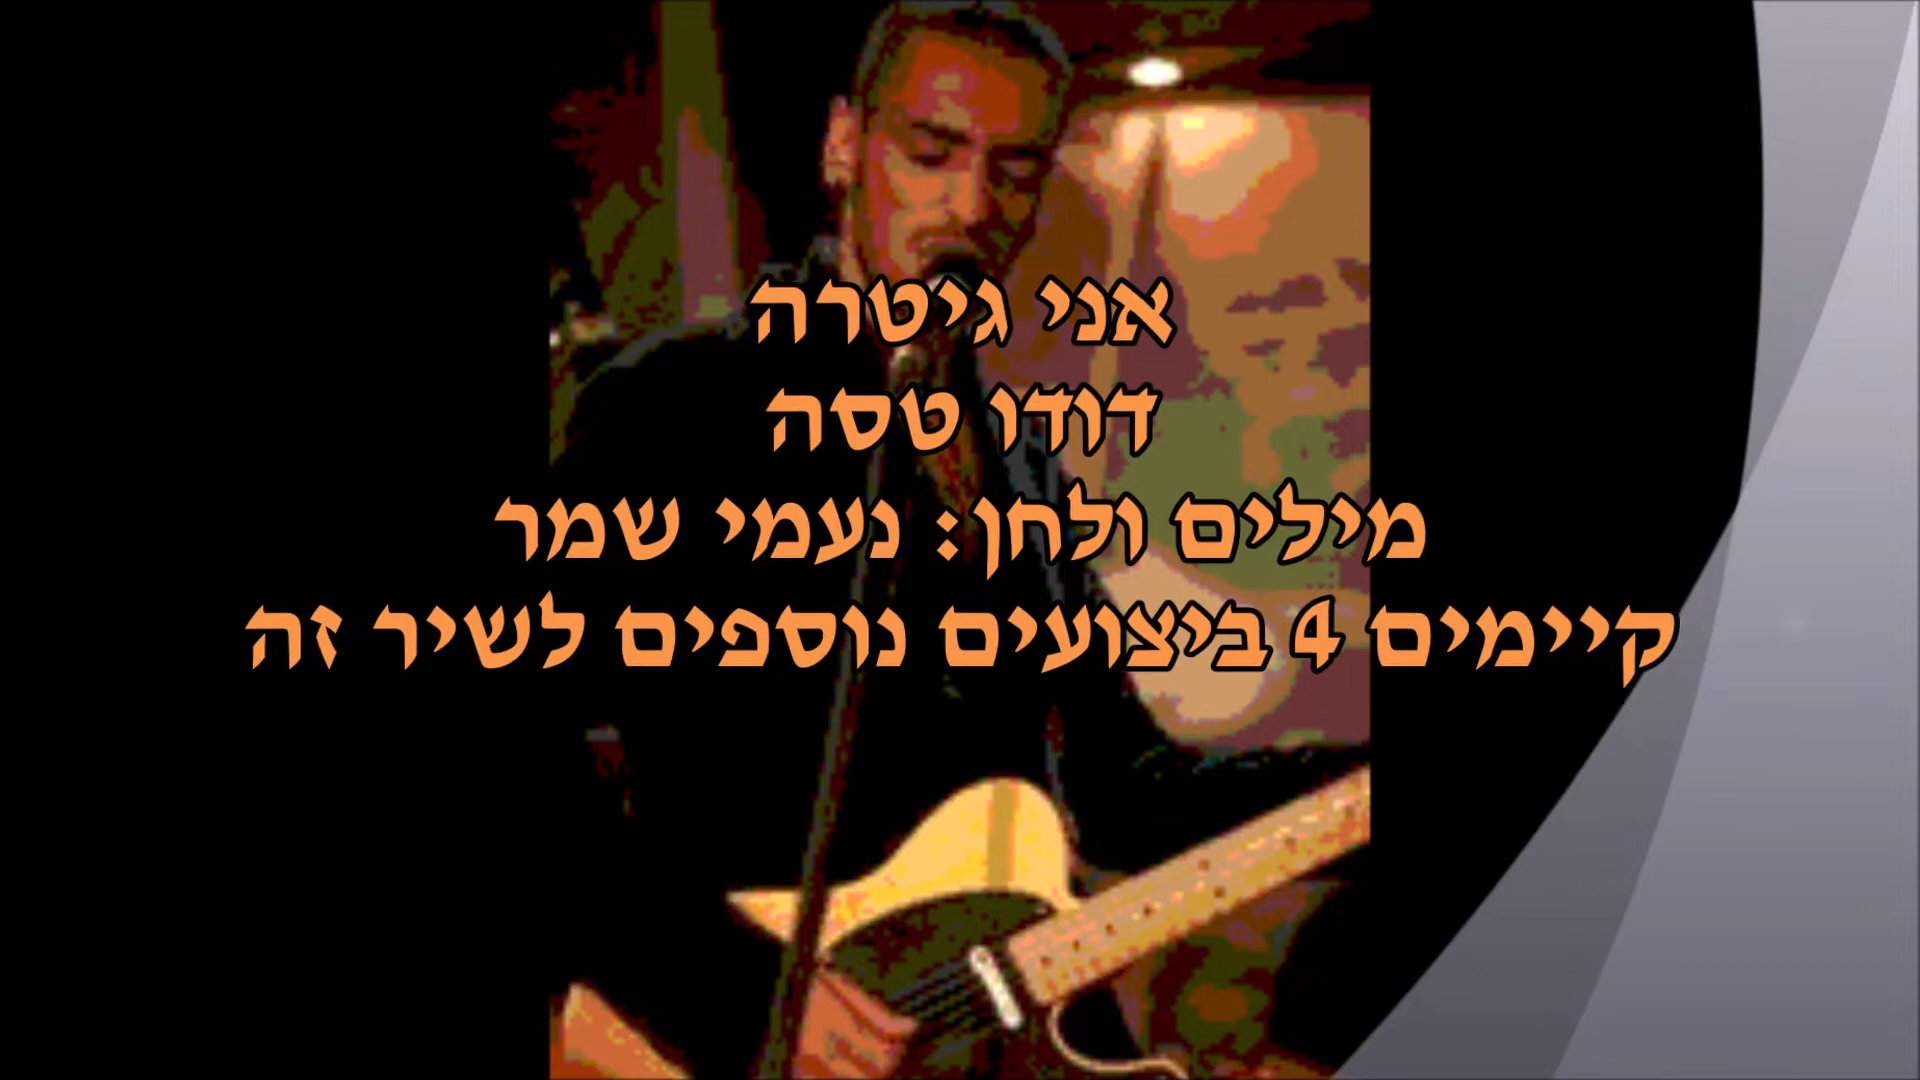 אני גיטרה
דודו טסה
מילים ולחן: נעמי שמר
קיימים 4 ביצועים נוספים לשיר זה